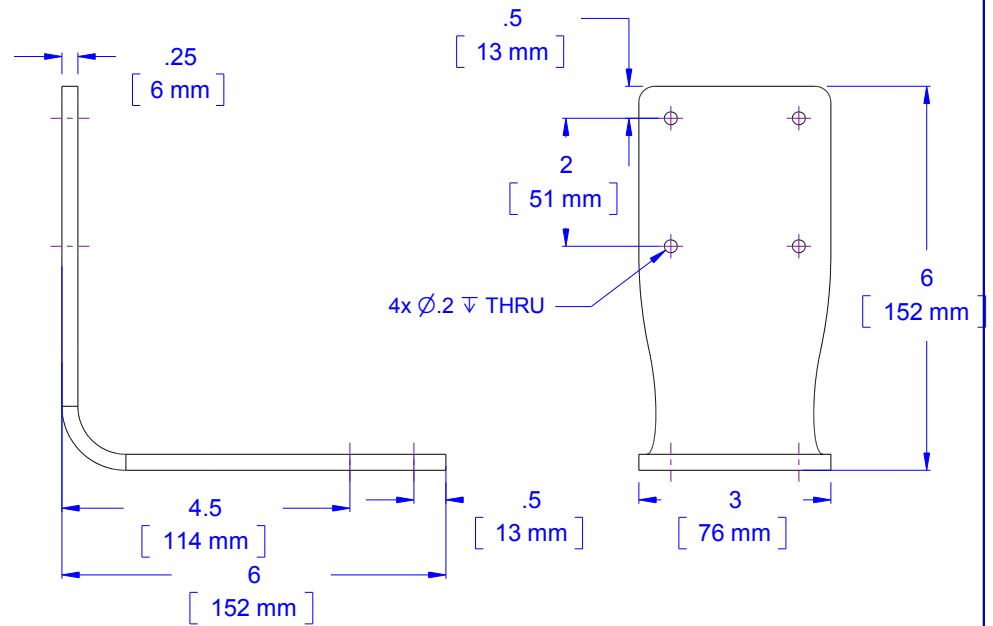 .25
[ 6 mm ]
.5
[ 13 mm ]
2
[ 51 mm ]
4x ∅.2 ↧ THRU
6
[ 152 mm ]
4.5
[ 114 mm ]
6
[ 152 mm ]
.5
[ 13 mm ]
3
[ 76 mm ]